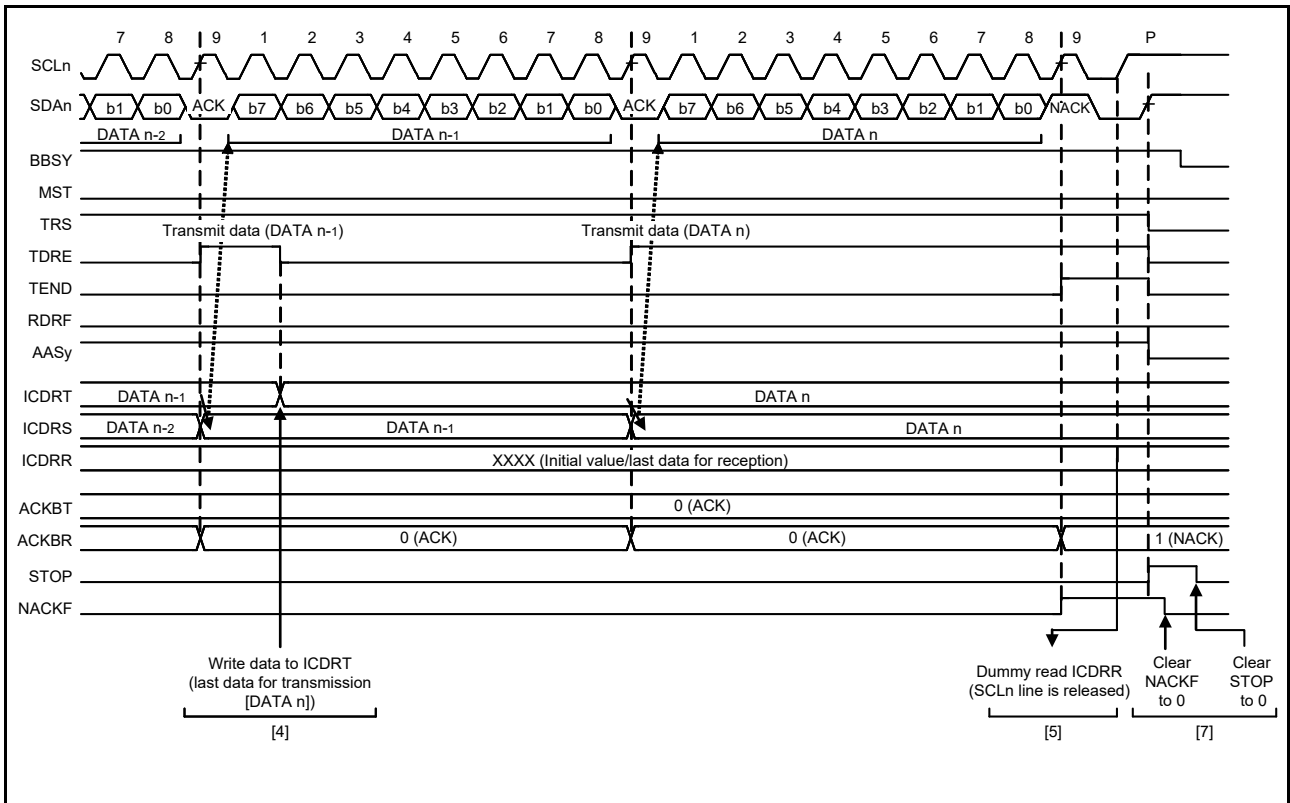 7 8 9 1 2 3 4 5 6 7 8 9 1 2 3 4 5 6 7 8 9 P
SCLn
SDAn b1 b0 ACK b7 b6 b5 b4 b3 b2 b1 b0 ACK b7 b6 b5 b4 b3 b2 b1 b0 NACK
DATA n-2 DATA n-1 DATA n
BBSY
MST
TRS
Transmit data (DATA n-1) Transmit data (DATA n)
TDRE
TEND
RDRF
AASy
ICDRT DATA n-1 DATA n
ICDRS DATA n-2 DATA n-1 DATA n
ICDRR XXXX (Initial value/last data for reception)
ACKBT 0 (ACK)
ACKBR 0 (ACK) 0 (ACK) 1 (NACK)
STOP
NACKF
Write data to ICDRT
(last data for transmission
[DATA n])
[4]
Dummy read ICDRR
(SCLn line is released)
[5]
Clear
NACKF
to 0
Clear
STOP
to 0
[7]